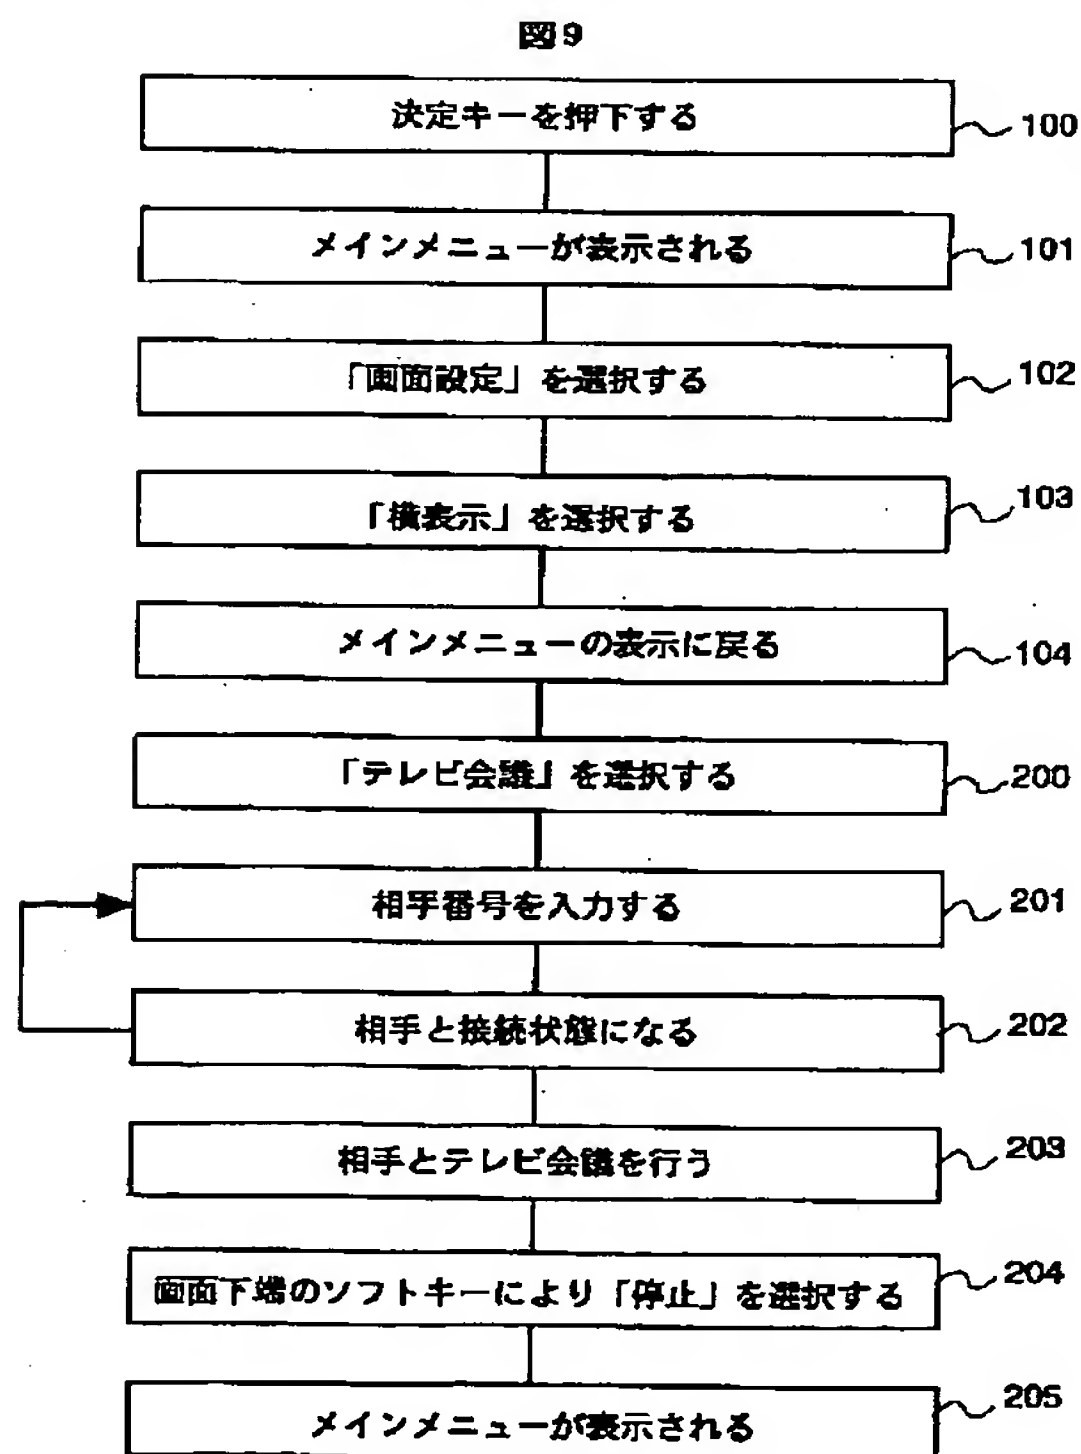 図9
決定キーを押下する
100
メインメニューが表示される
101
「画面設定」を選択する
102
「横表示」を選択する
103
メインメニューの表示に戻る
104
「テレビ会議」を選択する
200
相手番号を入力する
201
相手と接続状態になる
202
相手とテレビ会議を行う
203
画面下端のソフトキーにより「停止」を選択する
204
メインメニューが表示される
205